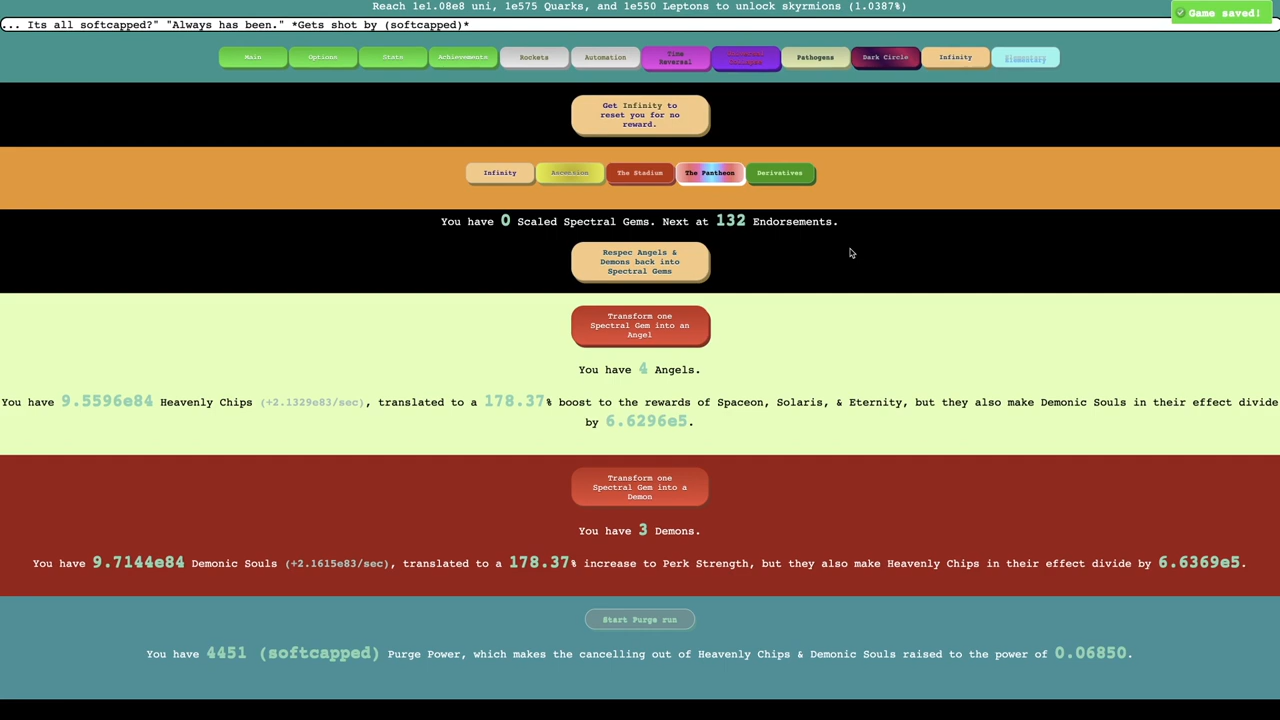 Reach 1e1.08e8 uni, 1e575 Quarks, and 1e550 Leptons to unlock skyrmions (1.0387%)
Game saved!
... Its all softcapped?" "Always has been." *Gets shot by (softcapped)*
Main
Options
Stats
Achievements
Rockets
Automation
Time
Reversal
Pathogens
Dark Circle
Infinity
Elementary
Get Infinity to
reset you for no
reward.
Infinity
Ascension
The Stadium
The Pantheon
Derivatives
You have 0 Scaled Spectral Gems. Next at 132 Endorsements.
Respec Angels &
Demons back into
Spectral Gems
Transform one
Spectral Gem into an
Angel
You have 4 Angels.
You have 9.5596e84 Heavenly Chips (+2.1329e83/sec), translated to a 178.37% boost to the rewards of Spaceon, Solaris, & Eternity, but they also make Demonic Souls in their effect divide
by 6.6296e5.
Transform one
Spectral Gem into a
Demon
You have 3 Demons.
You have 9.7144e84 Demonic Souls (+2.1615e83/sec), translated to a 178.37% increase to Perk Strength, but they also make Heavenly Chips in their effect divide by 6.6369e5.
Start Purge run
You have 4451 (softcapped) Purge Power, which makes the cancelling out of Heavenly Chips & Demonic Souls raised to the power of 0.06850.